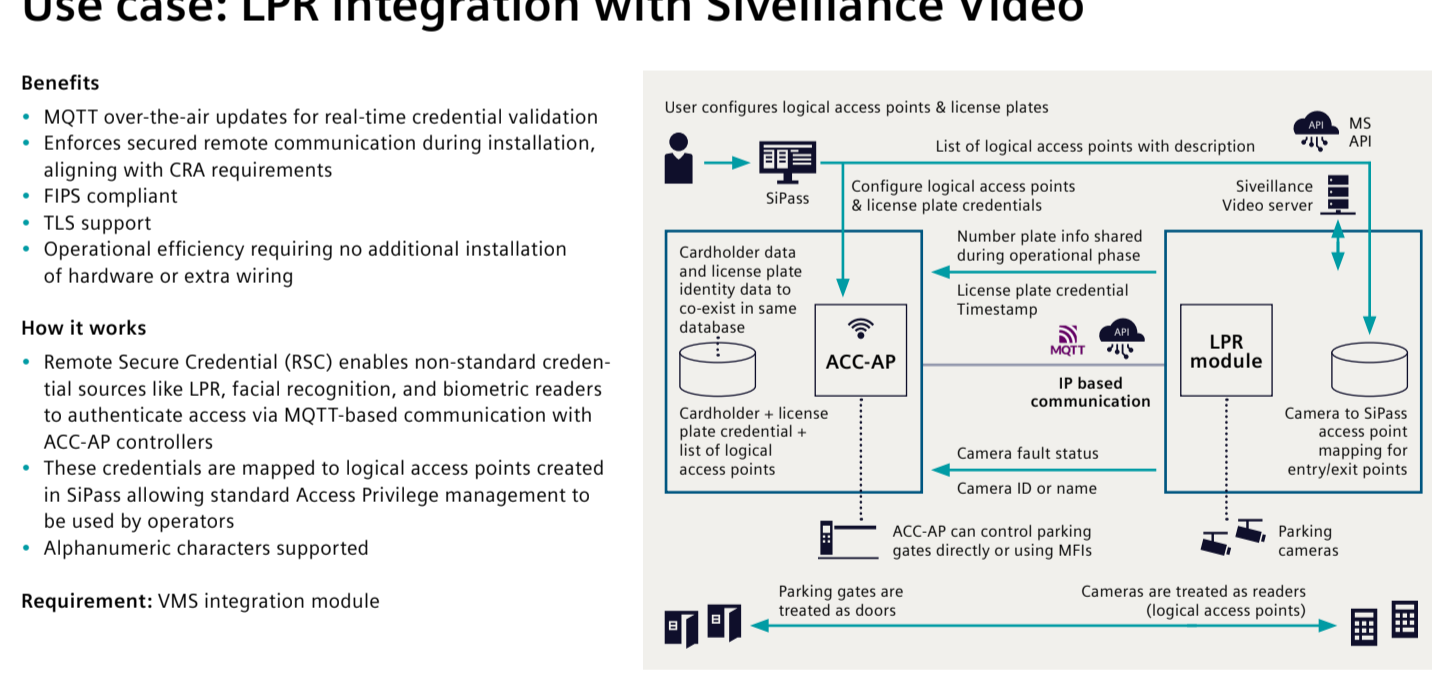 Use case: LPR integration with Siveillance Video
Benefits
• MQTT over-the-air updates for real-time credential validation
• Enforces secured remote communication during installation,
aligning with CRA requirements
• FIPS compliant
• TLS support
• Operational efficiency requiring no additional installation
of hardware or extra wiring
How it works
• Remote Secure Credential (RSC) enables non-standard creden-
tial sources like LPR, facial recognition, and biometric readers
to authenticate access via MQTT-based communication with
ACC-AP controllers
• These credentials are mapped to logical access points created
in SiPass allowing standard Access Privilege management to
be used by operators
• Alphanumeric characters supported
Requirement: VMS integration module
User configures logical access points & license plates
API
MS
API
List of logical access points with description
SiPass
Configure logical access points
& license plate credentials
Siveillance
Video server
Cardholder data
and license plate
identity data to
co-exist in same
database
Number plate info shared
during operational phase
License plate credential
Timestamp
ACC-AP
MQTT
API
IP based
communication
LPR
module
Cardholder + license
plate credential +
list of logical
access points
Camera fault status
Camera ID or name
Camera to SiPass
access point
mapping for
entry/exit points
ACC-AP can control parking
gates directly or using MFIs
Parking
cameras
Parking gates are
treated as doors
Cameras are treated as readers
(logical access points)